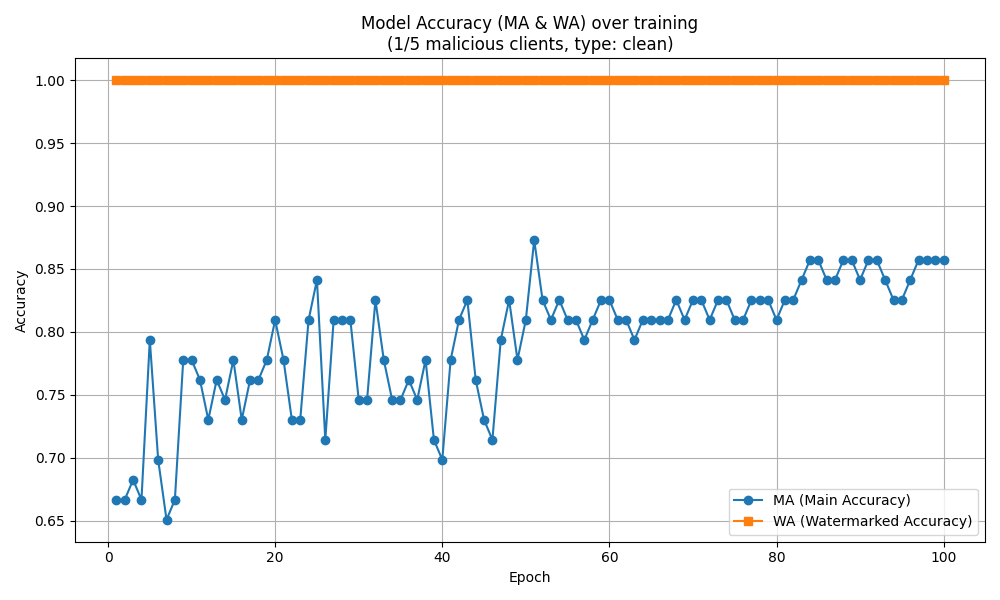 Model Accuracy (MA & WA) over training
(1/5 malicious clients, type: clean)
Accuracy
1.00
0.95
0.90
0.85
0.80
0.75
0.70
0.65
MA (Main Accuracy)
WA (Watermarked Accuracy)
0 20 40 60 80 100
Epoch